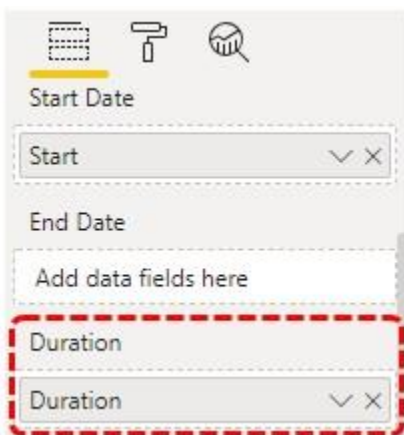 Start Date
Start
End Date
Add data fields here
Duration
Duration